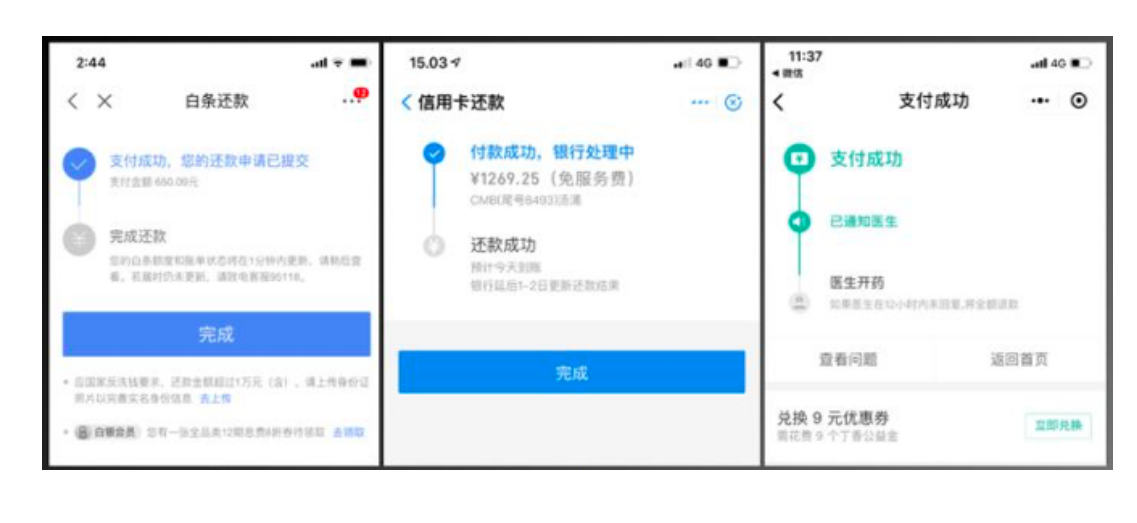 2:44
白条还款
12
支付成功，您的还款申请已提交
支付金额 660.09元
完成还款
您的白条额度和账单状态将在1分钟内更新，请稍后查
看，若届时仍未更新，请致电客服95118。
完成
• 应国家反洗钱要求，还款金额超过1万元（含），请上传身份证
照片以完善实名身份信息 去上传
• 白银会员 您有一张全品类12期息费8折券待领取 去领取
15.03
4G
信用卡还款
付款成功，银行处理中
¥1269.25（免服务费）
CMB(尾号6493)汤
还款成功
预计今天到账
银行延后1-2日更新还款结果
完成
11:37
4G
微信
支付成功
支付成功
已通知医生
医生开药
如果医生在12小时内未回复,将全额退款
查看问题
返回首页
兑换 9 元优惠券
需花费 9 个丁香公益金
立即兑换